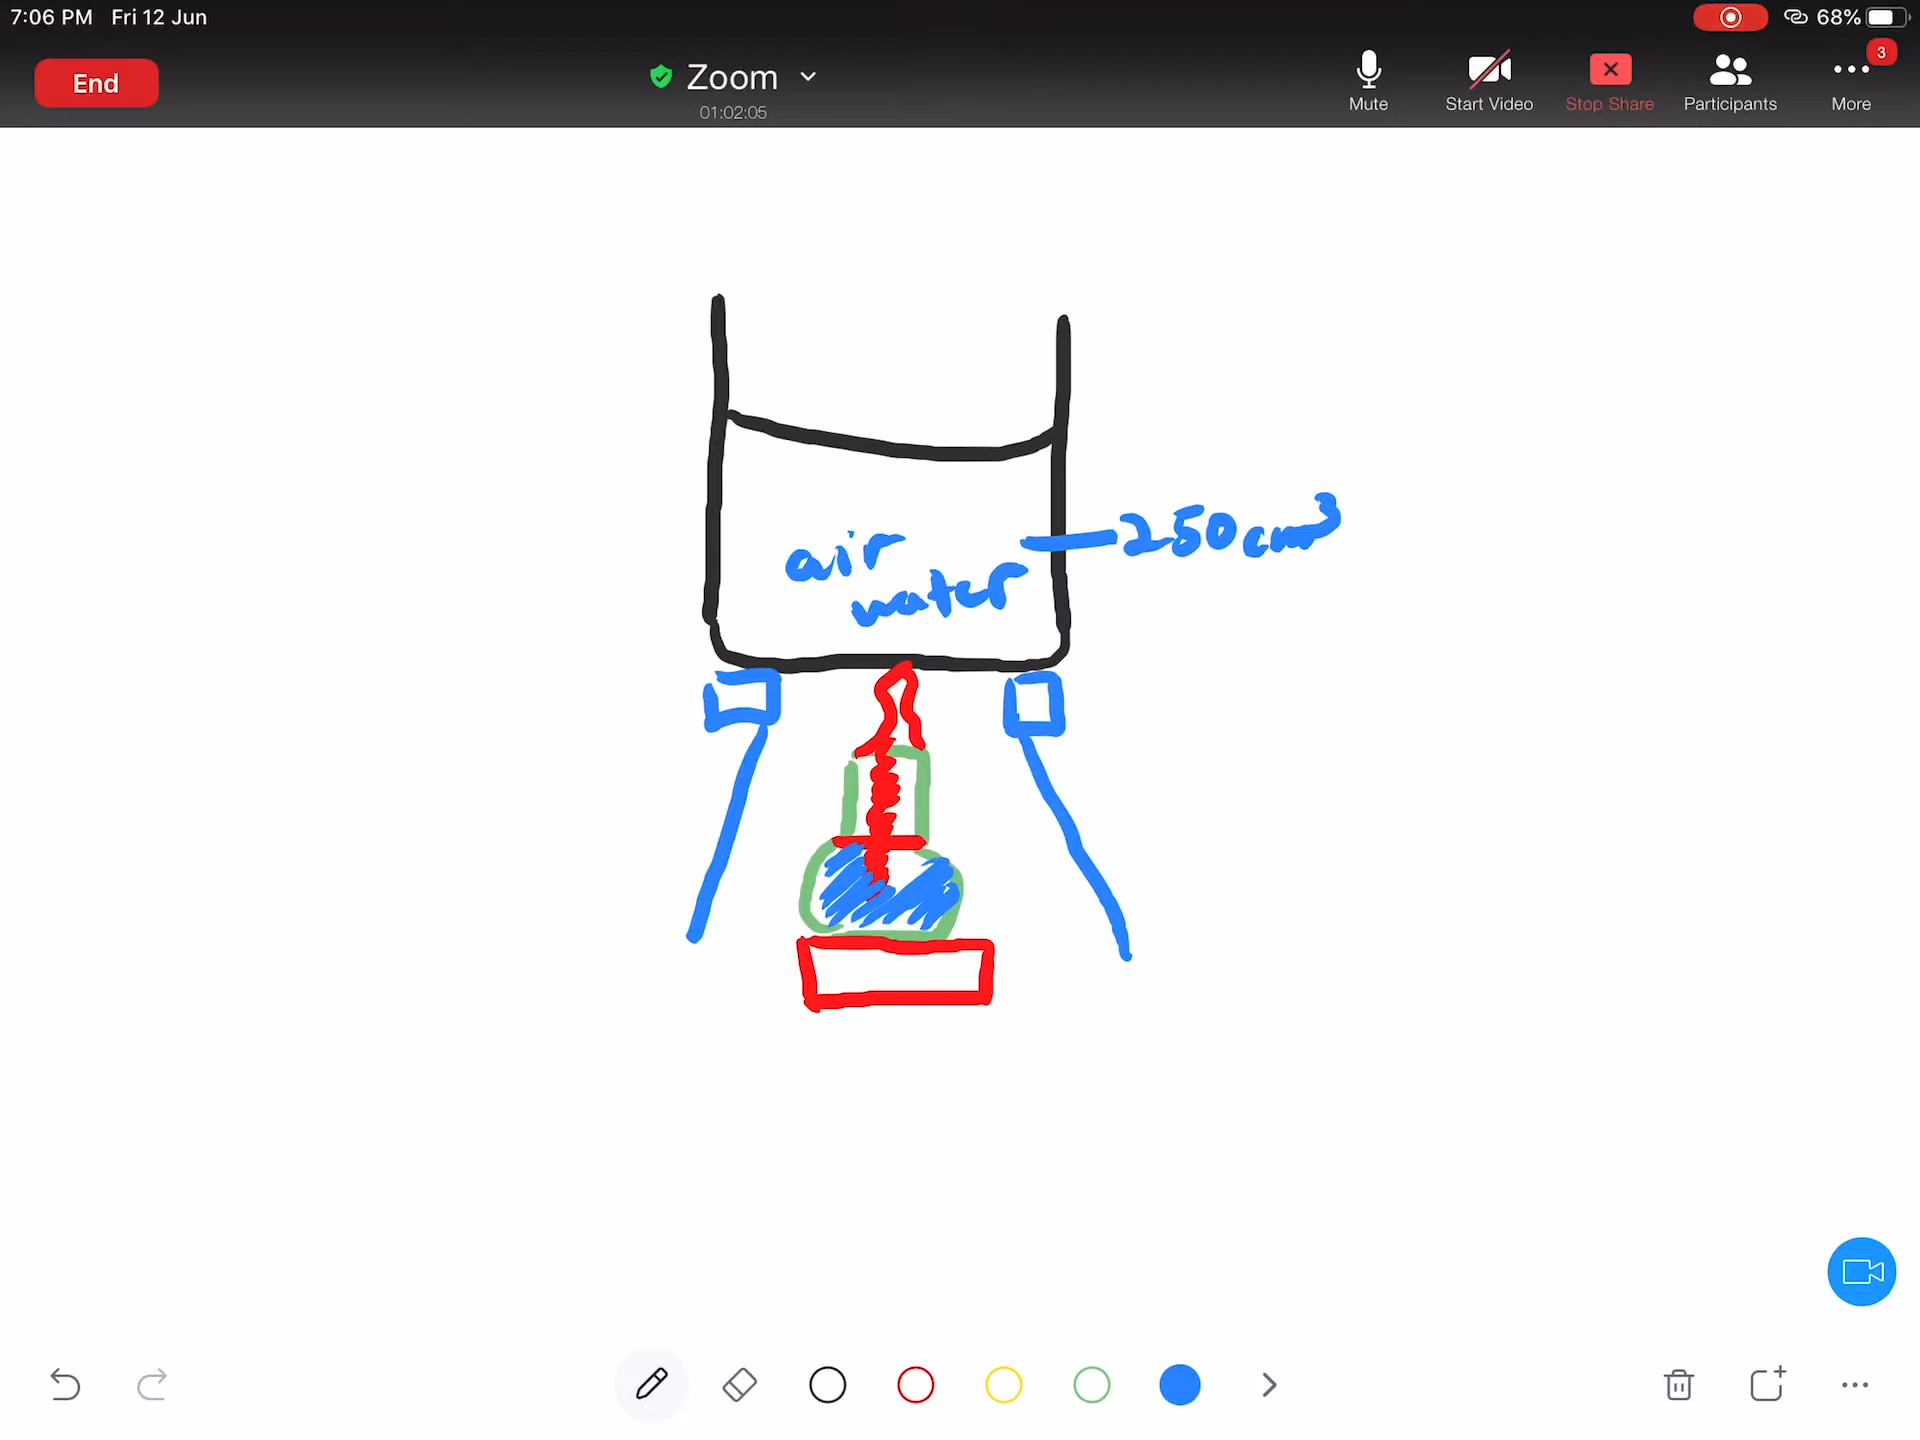 7:06 PM Fri 12 Jun
68%
End
Zoom
01:02:05
Mute
Start Video
Stop Share
Participants
3
More
air
water
250cm³